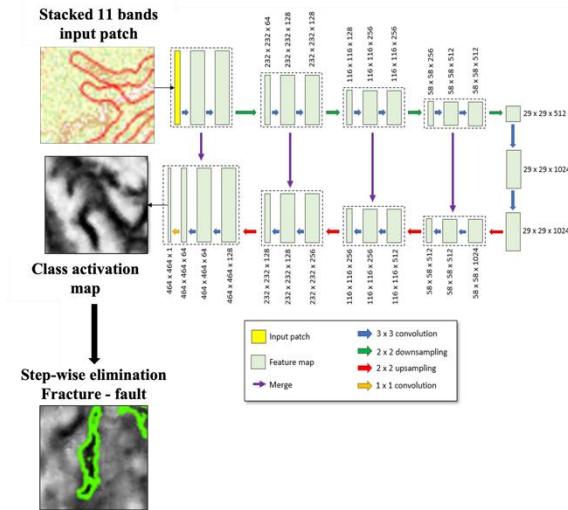 Stacked 11 bands
input patch
232 x 232 x 64
232 x 232 x 128
232 x 232 x 128
116 x 116 x 128
116 x 116 x 256
116 x 116 x 256
58 x 58 x 256
58 x 58 x 512
58 x 58 x 512
29 x 29 x 512
29 x 29 x 1024
29 x 29 x 1024
Class activation
map
464 x 464 x 1
464 x 464 x 64
464 x 464 x 64
464 x 464 x 128
232 x 232 x 128
232 x 232 x 128
232 x 232 x 256
116 x 116 x 256
116 x 116 x 256
116 x 116 x 512
58 x 58 x 512
58 x 58 x 512
58 x 58 x 1024
Input patch
Feature map
Merge
3 x 3 convolution
2 x 2 downsampling
2 x 2 upsampling
1 x 1 convolution
Step-wise elimination
Fracture - fault